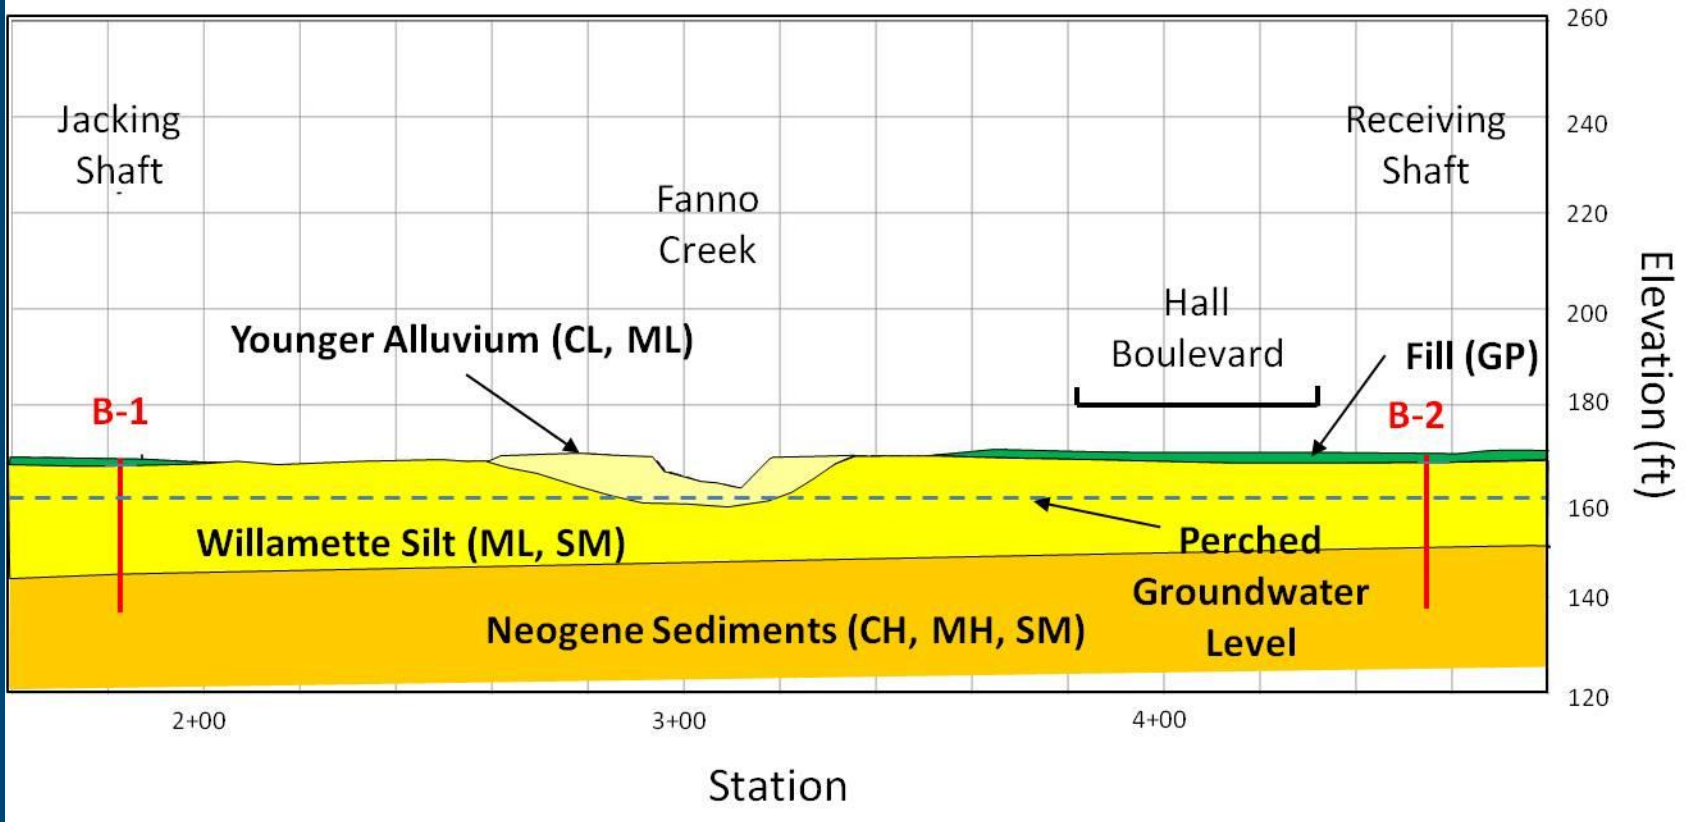 260
240
220
200
180
160
140
120
Elevation (ft)
Jacking
Shaft
Fanno
Creek
Receiving
Shaft
Hall
Boulevard
Younger Alluvium (CL, ML)
Fill (GP)
B-1
B-2
Willamette Silt (ML, SM)
Perched
Groundwater
Level
Neogene Sediments (CH, MH, SM)
2+00
3+00
4+00
Station